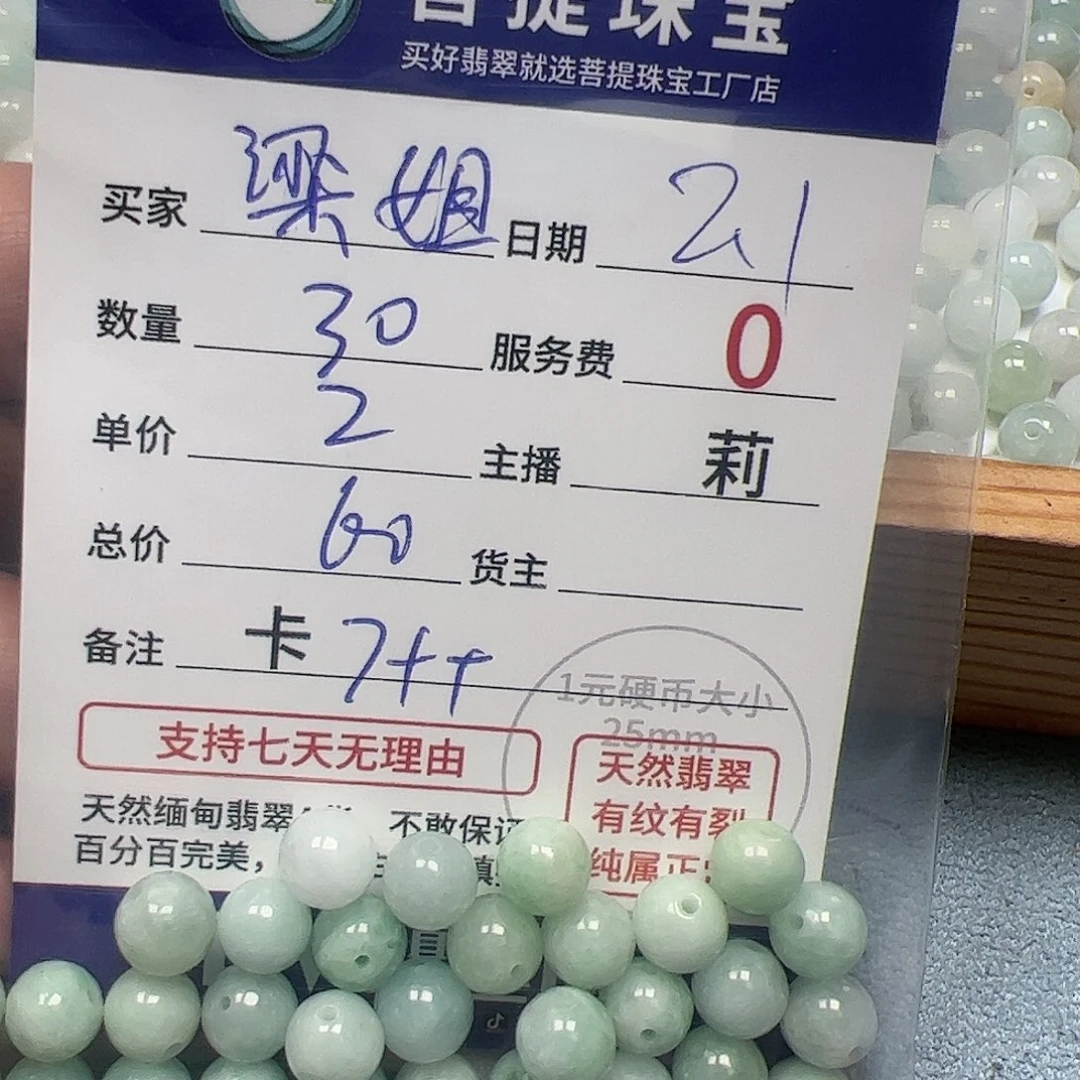 菩提珠宝
买好翡翠就选菩提珠宝工厂店
买家 梁姐 日期 21
数量 30 服务费 0
单价 2 主播 莉
总价 60 货主
备注 卡 7++
1元硬币大小
25mm
支持七天无理由
天然翡翠
有纹有裂
纯属正
天然缅甸翡翠 不敢保证
百分百完美,